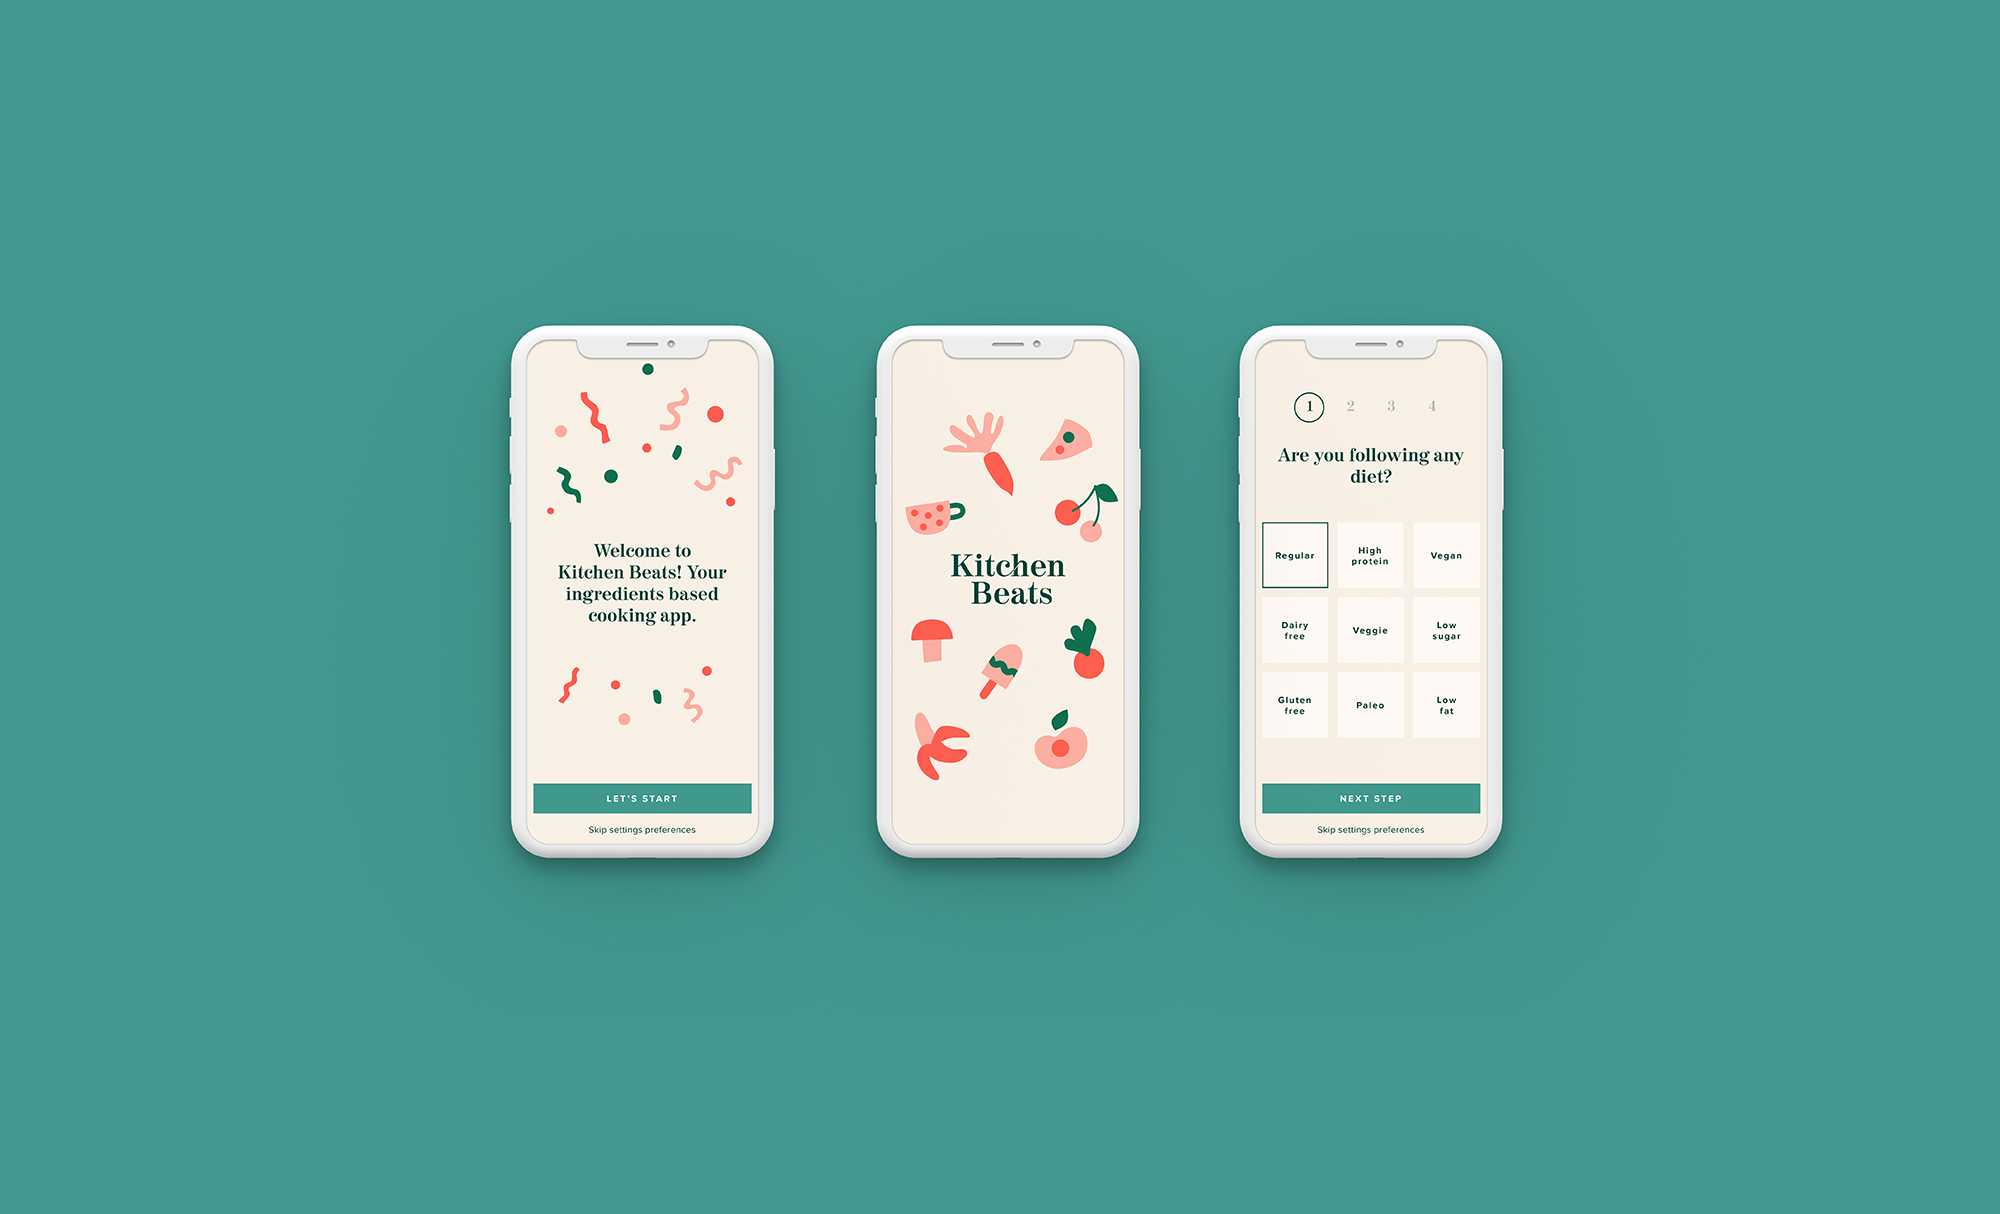 Welcome to
Kitchen Beats! Your
ingredients based
cooking app.
LET'S START
Skip settings preferences
Kitchen
Beats
1 2 3 4
Are you following any
diet?
Regular
High
protein
Vegan
Dairy
free
Veggie
Low
sugar
Gluten
free
Paleo
Low
fat
NEXT STEP
Skip settings preferences